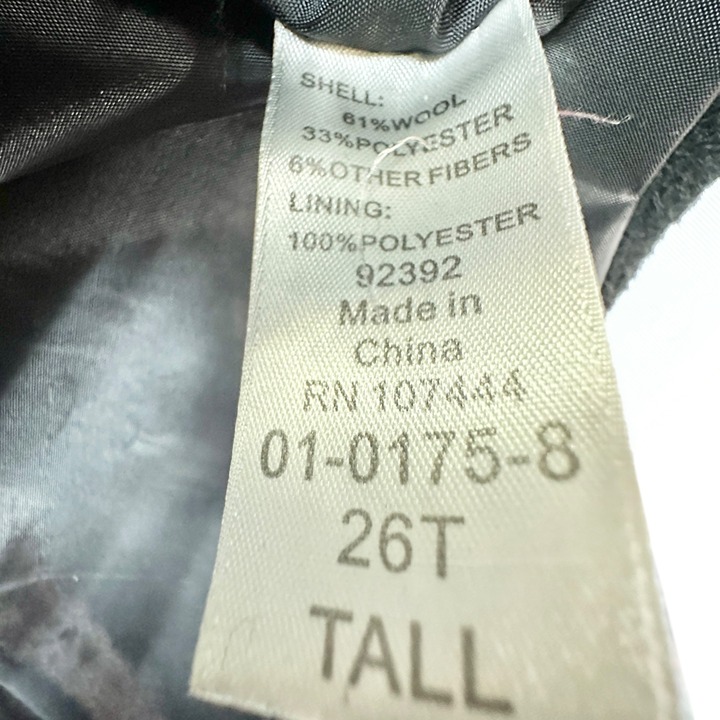 SHELL:
61%WOOL
33%POLYESTER
6%OTHER FIBERS
LINING:
100%POLYESTER
92392
Made in
China
RN 107444
01-0175-8
26T
TALL